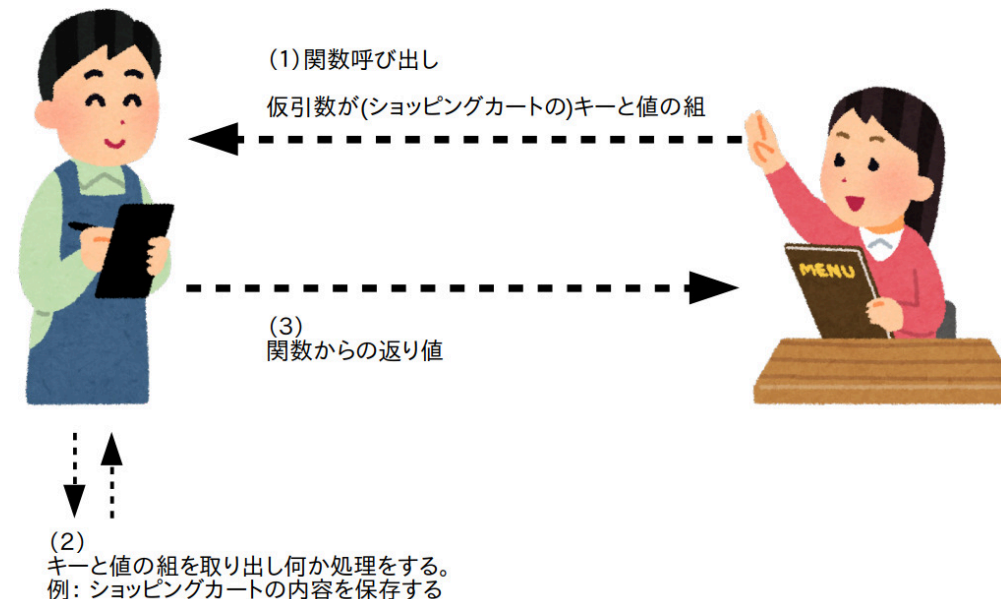 (1)関数呼び出し
仮引数が(ショッピングカートの)キーと値の組
MENU
(3)
関数からの返り値
(2)
キーと値の組を取り出し何か処理をする。
例: ショッピングカートの内容を保存する